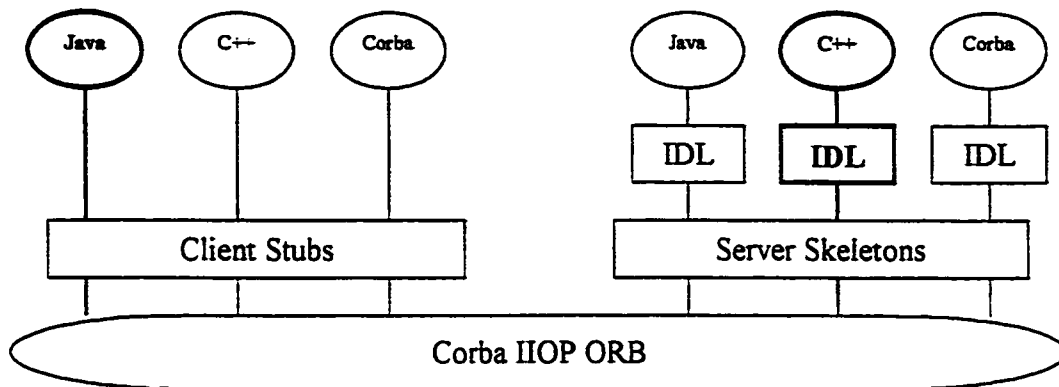 Java C++ Corba Java C++ Corba
IDL IDL IDL
Client Stubs Server Skeletons
Corba IIOP ORB